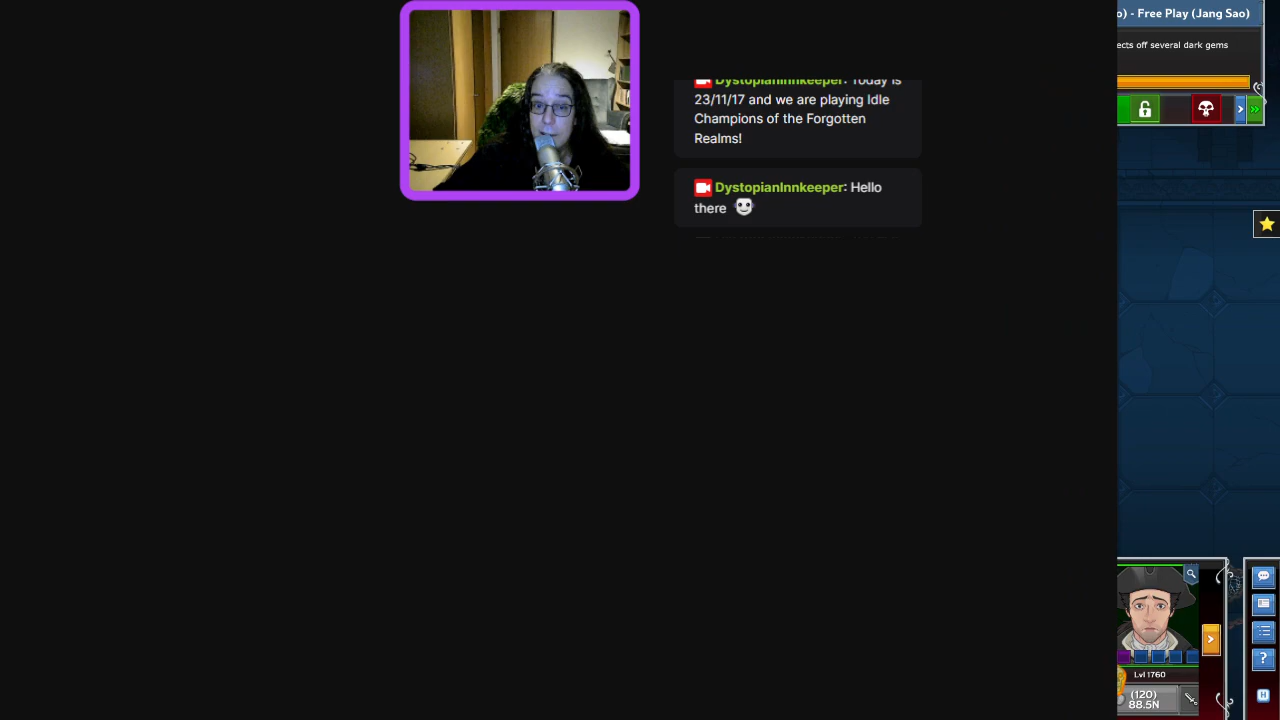 o) - Free Play (Jang Sao)
ects off several dark gems
DystopianInnkeeper: Today is
23/11/17 and we are playing Idle
Champions of the Forgotten
Realms!
DystopianInnkeeper: Hello
there
Lvl 1760
(120)
88.5N
?
H